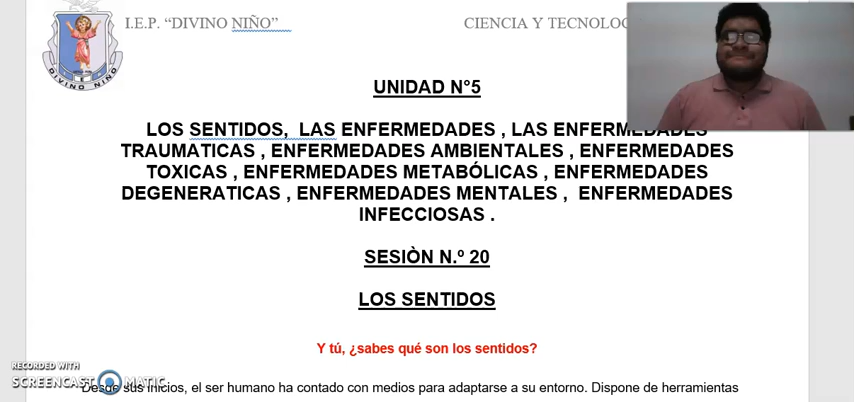 I.E.P. “DIVINO NIÑO”
CIENCIA Y
DIVINO NIÑO
UNIDAD N°5
LOS SENTIDOS,  LAS ENFERMEDADES , LAS ENFERMEDADES
TRAUMATICAS , ENFERMEDADES AMBIENTALES , ENFERMEDADES
TOXICAS , ENFERMEDADES METABÓLICAS , ENFERMEDADES
DEGENERATICAS , ENFERMEDADES MENTALES ,  ENFERMEDADES
INFECCIOSAS .
SESIÒN N.º 20
LOS SENTIDOS
Y tú, ¿sabes qué son los sentidos?
RECORDED WITH
SCREENCAST MATIC
Desde sus inicios, el ser humano ha contado con medios para adaptarse a su entorno. Dispone de herramientas